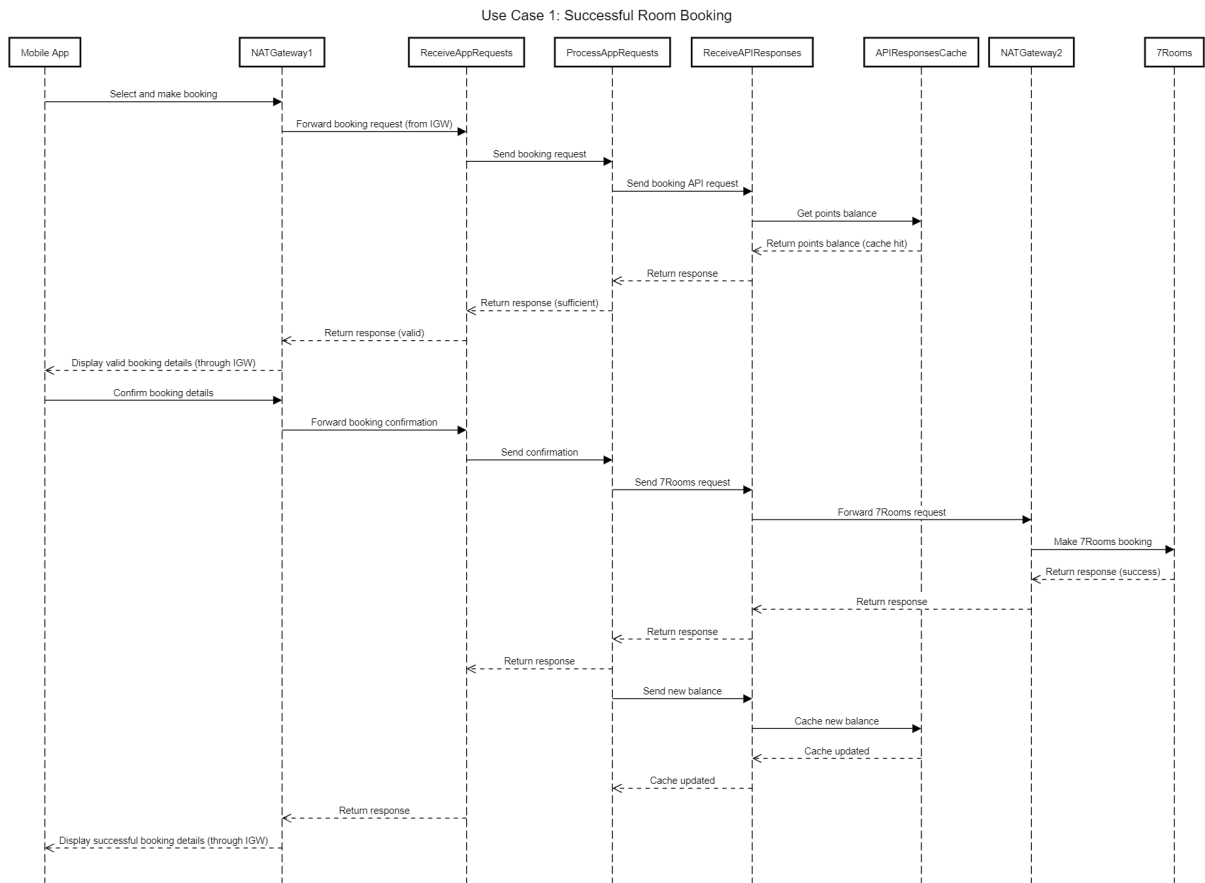 Use Case 1: Successful Room Booking
Mobile App
NATGateway1
ReceiveAppRequests
ProcessAppRequests
ReceiveAPIResponses
APIResponsesCache
NATGateway2
7Rooms
Select and make booking
Forward booking request (from IGW)
Send booking request
Send booking API request
Get points balance
Return points balance (cache hit)
Return response
Return response (sufficient)
Return response (valid)
Display valid booking details (through IGW)
Confirm booking details
Forward booking confirmation
Send confirmation
Send 7Rooms request
Forward 7Rooms request
Make 7Rooms booking
Return response (success)
Return response
Return response
Return response
Send new balance
Cache new balance
Cache updated
Cache updated
Return response
Display successful booking details (through IGW)